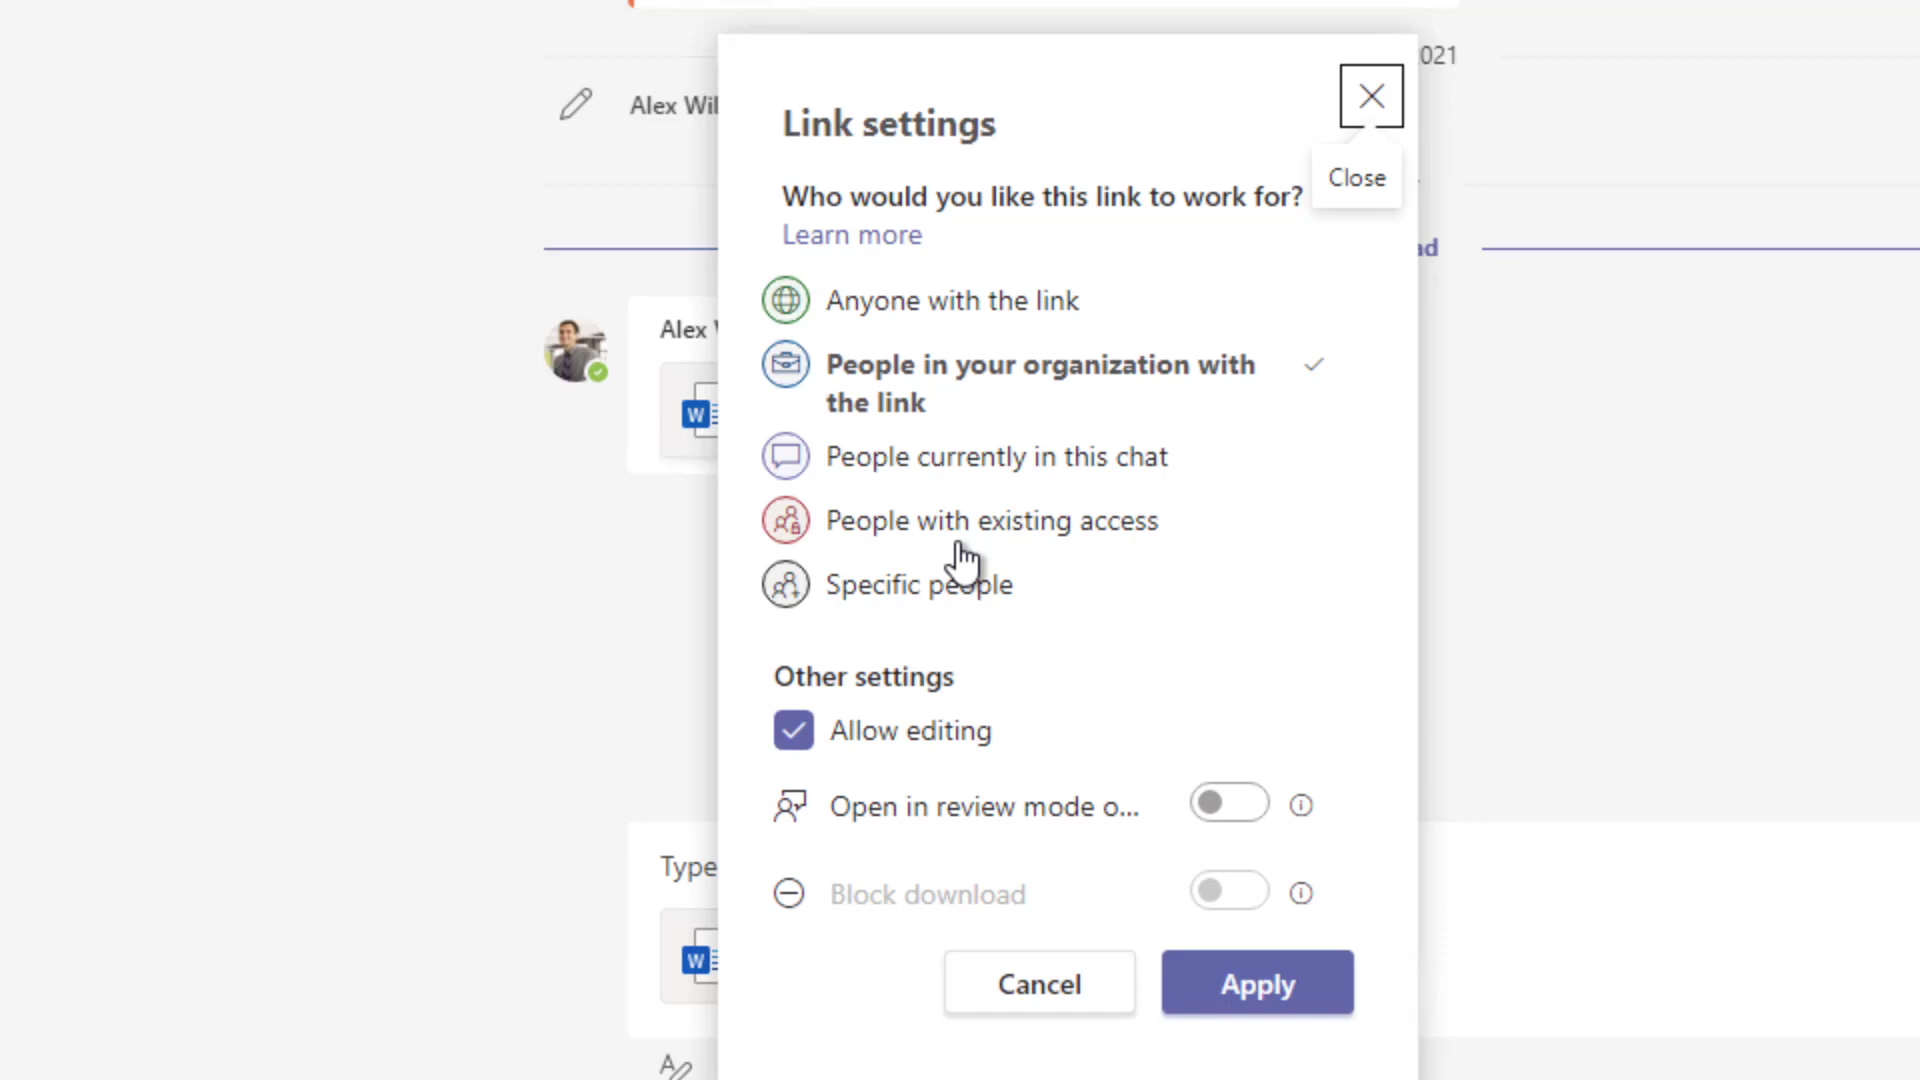 021
Alex Wil
Link settings
Close
Who would you like this link to work for?
Learn more
ad
Anyone with the link
Alex
People in your organization with
the link
W
People currently in this chat
People with existing access
Specific people
Other settings
Allow editing
Open in review mode o...
Type
Block download
W
Cancel
Apply